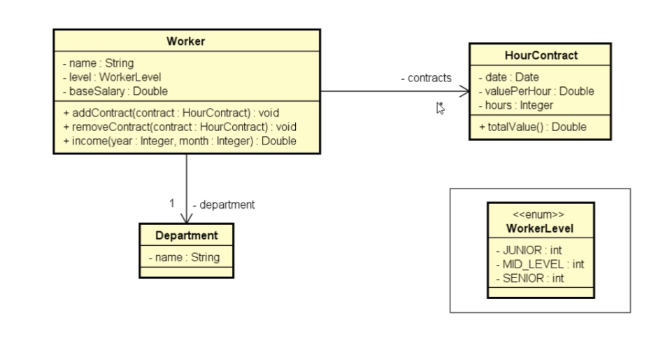 Worker
- name : String
- level : WorkerLevel
- baseSalary : Double
+ addContract(contract : HourContract) : void
+ removeContract(contract : HourContract) : void
+ income(year : Integer, month : Integer) : Double
- contracts
HourContract
- date : Date
- valuePerHour : Double
- hours : Integer
+ totalValue() : Double
1
- department
Department
- name : String
<<enum>>
WorkerLevel
- JUNIOR : int
- MID_LEVEL : int
- SENIOR : int